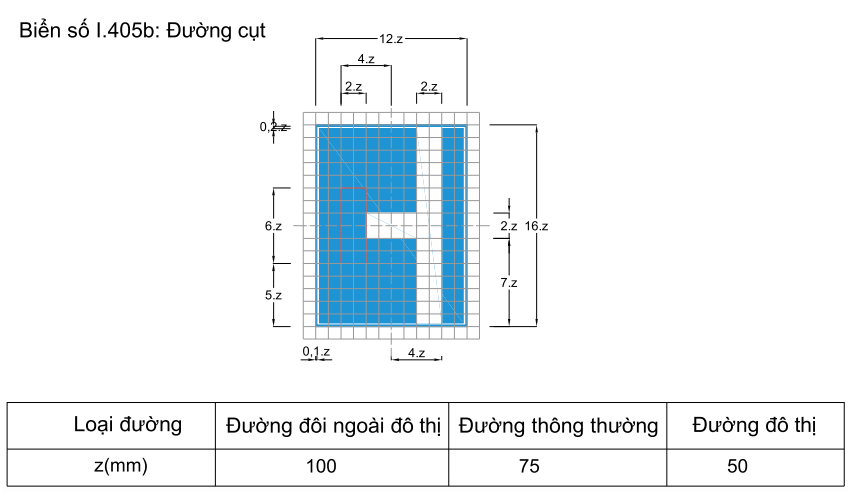 Biển số I.405b: Đường cụt
12.z
4.z
2.z
2.z
0,2.z
6.z
2.z
16.z
5.z
7.z
0,1.z
4.z
Loại đường Đường đôi ngoài đô thị Đường thông thường Đường đô thị
z(mm) 100 75 50